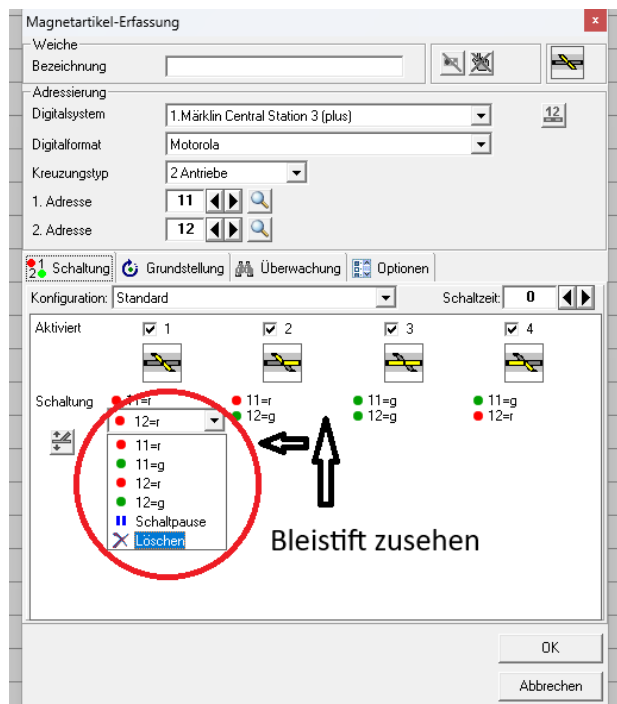 Magnetartikel-Erfassung x
Weiche
Bezeichnung
Adressierung
Digitalsystem 1.Märklin Central Station 3 (plus) 12
Digitalformat Motorola
Kreuzungstyp 2 Antriebe
1. Adresse 11
2. Adresse 12
1 2 Schaltung Grundstellung Überwachung Optionen
Konfiguration: Standard Schaltzeit: 0
Aktiviert 1 2 3 4
Schaltung 11=r 11=r 11=g 11=g
12=r 12=g 12=g 12=r
11=r
11=g
12=r
12=g
Schaltpause
Löschen
Bleistift zusehen
OK
Abbrechen